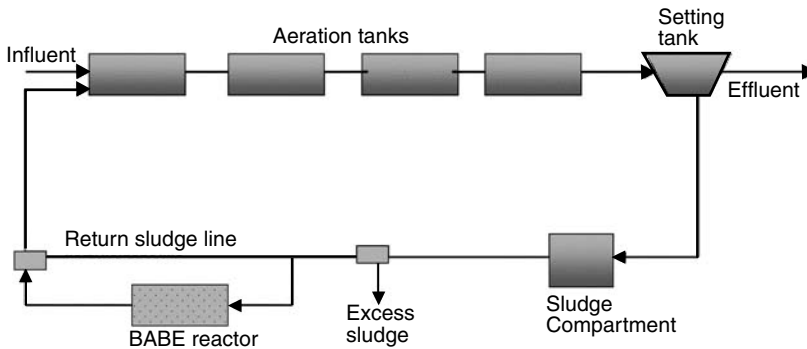 Setting
tank
Aeration tanks
Influent
Effluent
Return sludge line
BABE reactor
Excess
sludge
Sludge
Compartment